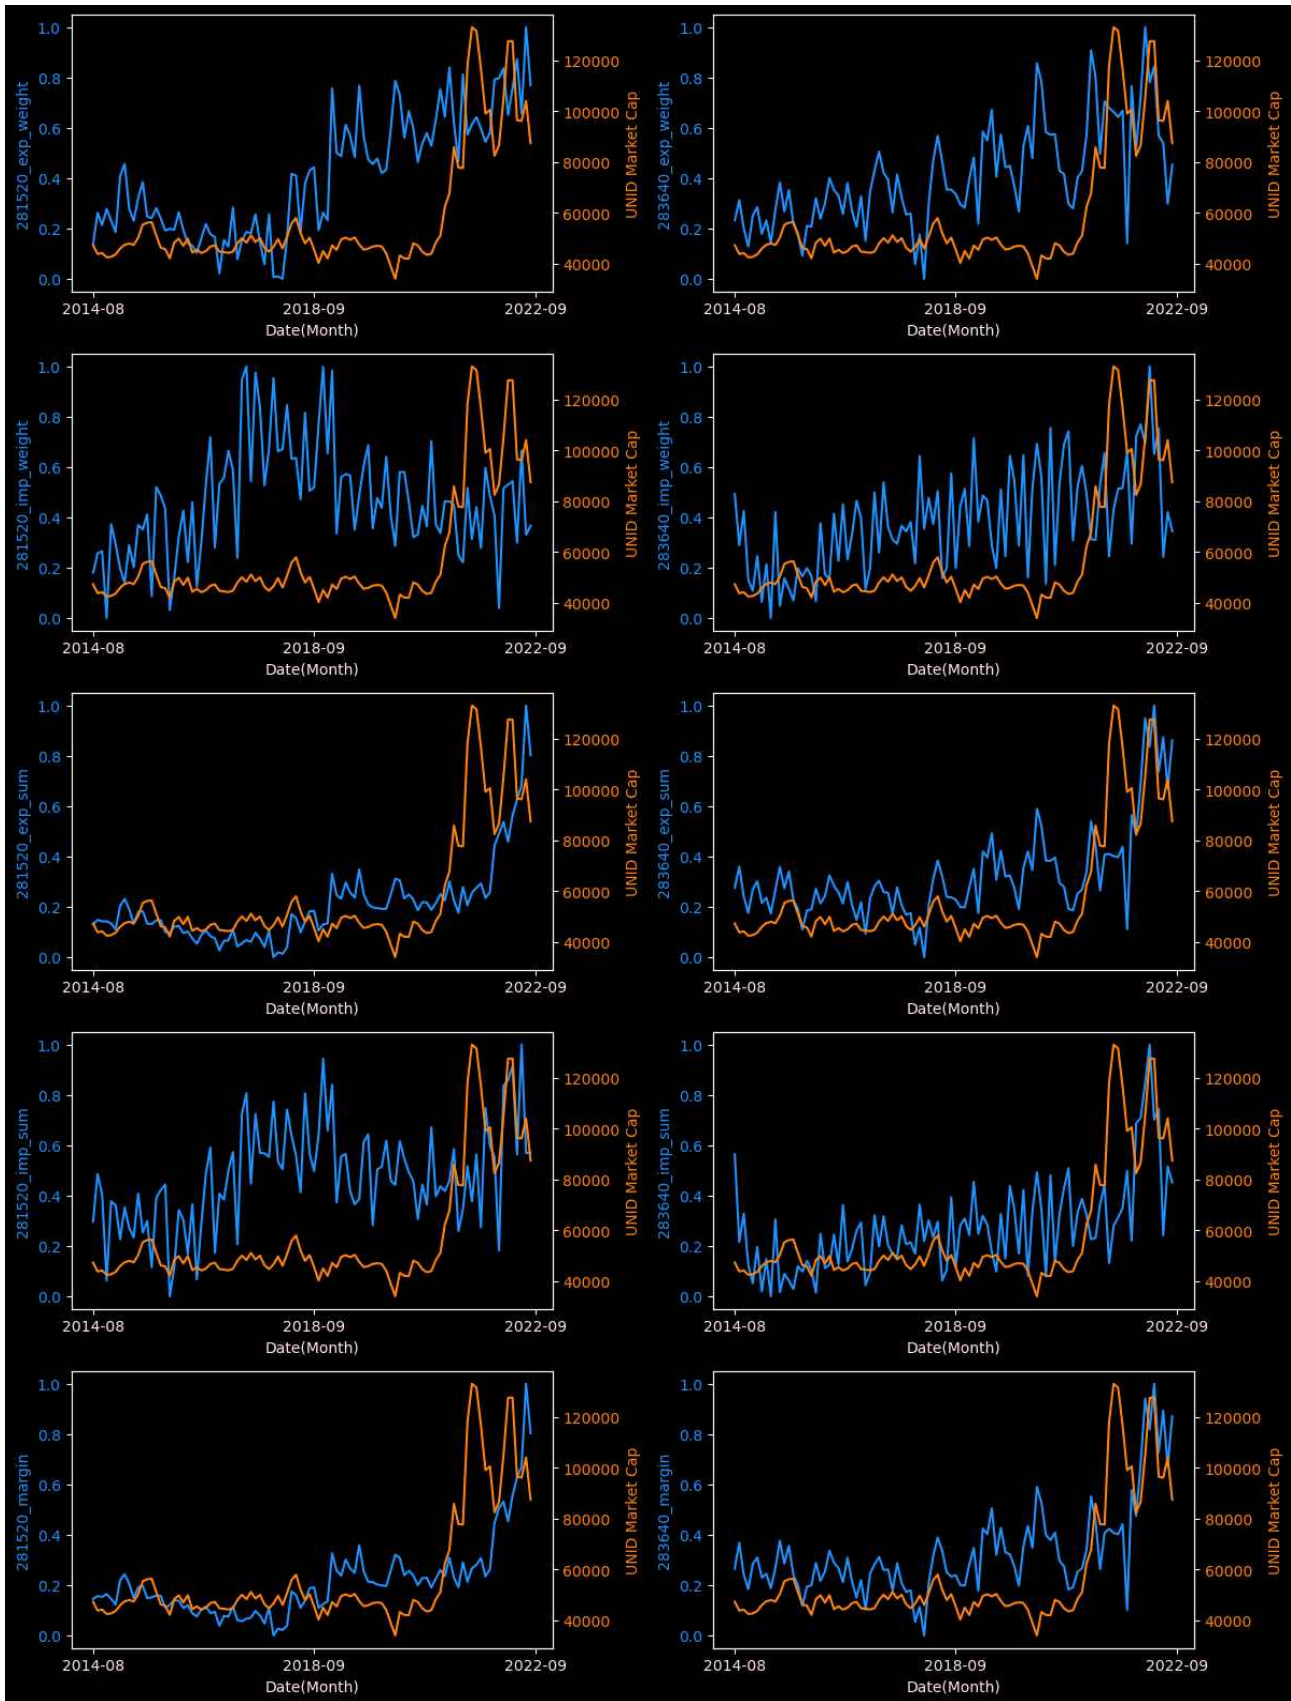 1.0
0.8
0.6
0.4
0.2
0.0
281520_exp_weight
120000
100000
80000
60000
40000
UNID Market Cap
2014-08 2018-09 2022-09
Date(Month)
1.0
0.8
0.6
0.4
0.2
0.0
283640_exp_weight
120000
100000
80000
60000
40000
UNID Market Cap
2014-08 2018-09 2022-09
Date(Month)
1.0
0.8
0.6
0.4
0.2
0.0
281520_imp_weight
120000
100000
80000
60000
40000
UNID Market Cap
2014-08 2018-09 2022-09
Date(Month)
1.0
0.8
0.6
0.4
0.2
0.0
283640_imp_weight
120000
100000
80000
60000
40000
UNID Market Cap
2014-08 2018-09 2022-09
Date(Month)
1.0
0.8
0.6
0.4
0.2
0.0
281520_exp_sum
120000
100000
80000
60000
40000
UNID Market Cap
2014-08 2018-09 2022-09
Date(Month)
1.0
0.8
0.6
0.4
0.2
0.0
283640_exp_sum
120000
100000
80000
60000
40000
UNID Market Cap
2014-08 2018-09 2022-09
Date(Month)
1.0
0.8
0.6
0.4
0.2
0.0
281520_imp_sum
120000
100000
80000
60000
40000
UNID Market Cap
2014-08 2018-09 2022-09
Date(Month)
1.0
0.8
0.6
0.4
0.2
0.0
283640_imp_sum
120000
100000
80000
60000
40000
UNID Market Cap
2014-08 2018-09 2022-09
Date(Month)
1.0
0.8
0.6
0.4
0.2
0.0
281520_margin
120000
100000
80000
60000
40000
UNID Market Cap
2014-08 2018-09 2022-09
Date(Month)
1.0
0.8
0.6
0.4
0.2
0.0
283640_margin
120000
100000
80000
60000
40000
UNID Market Cap
2014-08 2018-09 2022-09
Date(Month)